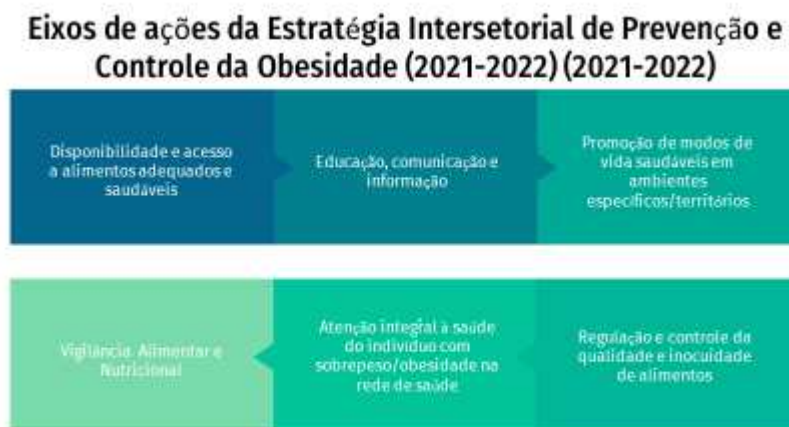 Eixos de ações da Estratégia Intersetorial de Prevenção e
Controle da Obesidade (2021-2022) (2021-2022)
Disponibilidade e acesso
a alimentos adequados e
saudáveis
Educação, comunicação e
informação
Promoção de modos de
vida saudáveis em
ambientes
específicos/territórios
Vigilância Alimentar e
Nutricional
Atenção integral à saúde
do indivíduo com
sobrepeso/obesidade na
rede de saúde
Regulação e controle da
qualidade e inocuidade
de alimentos